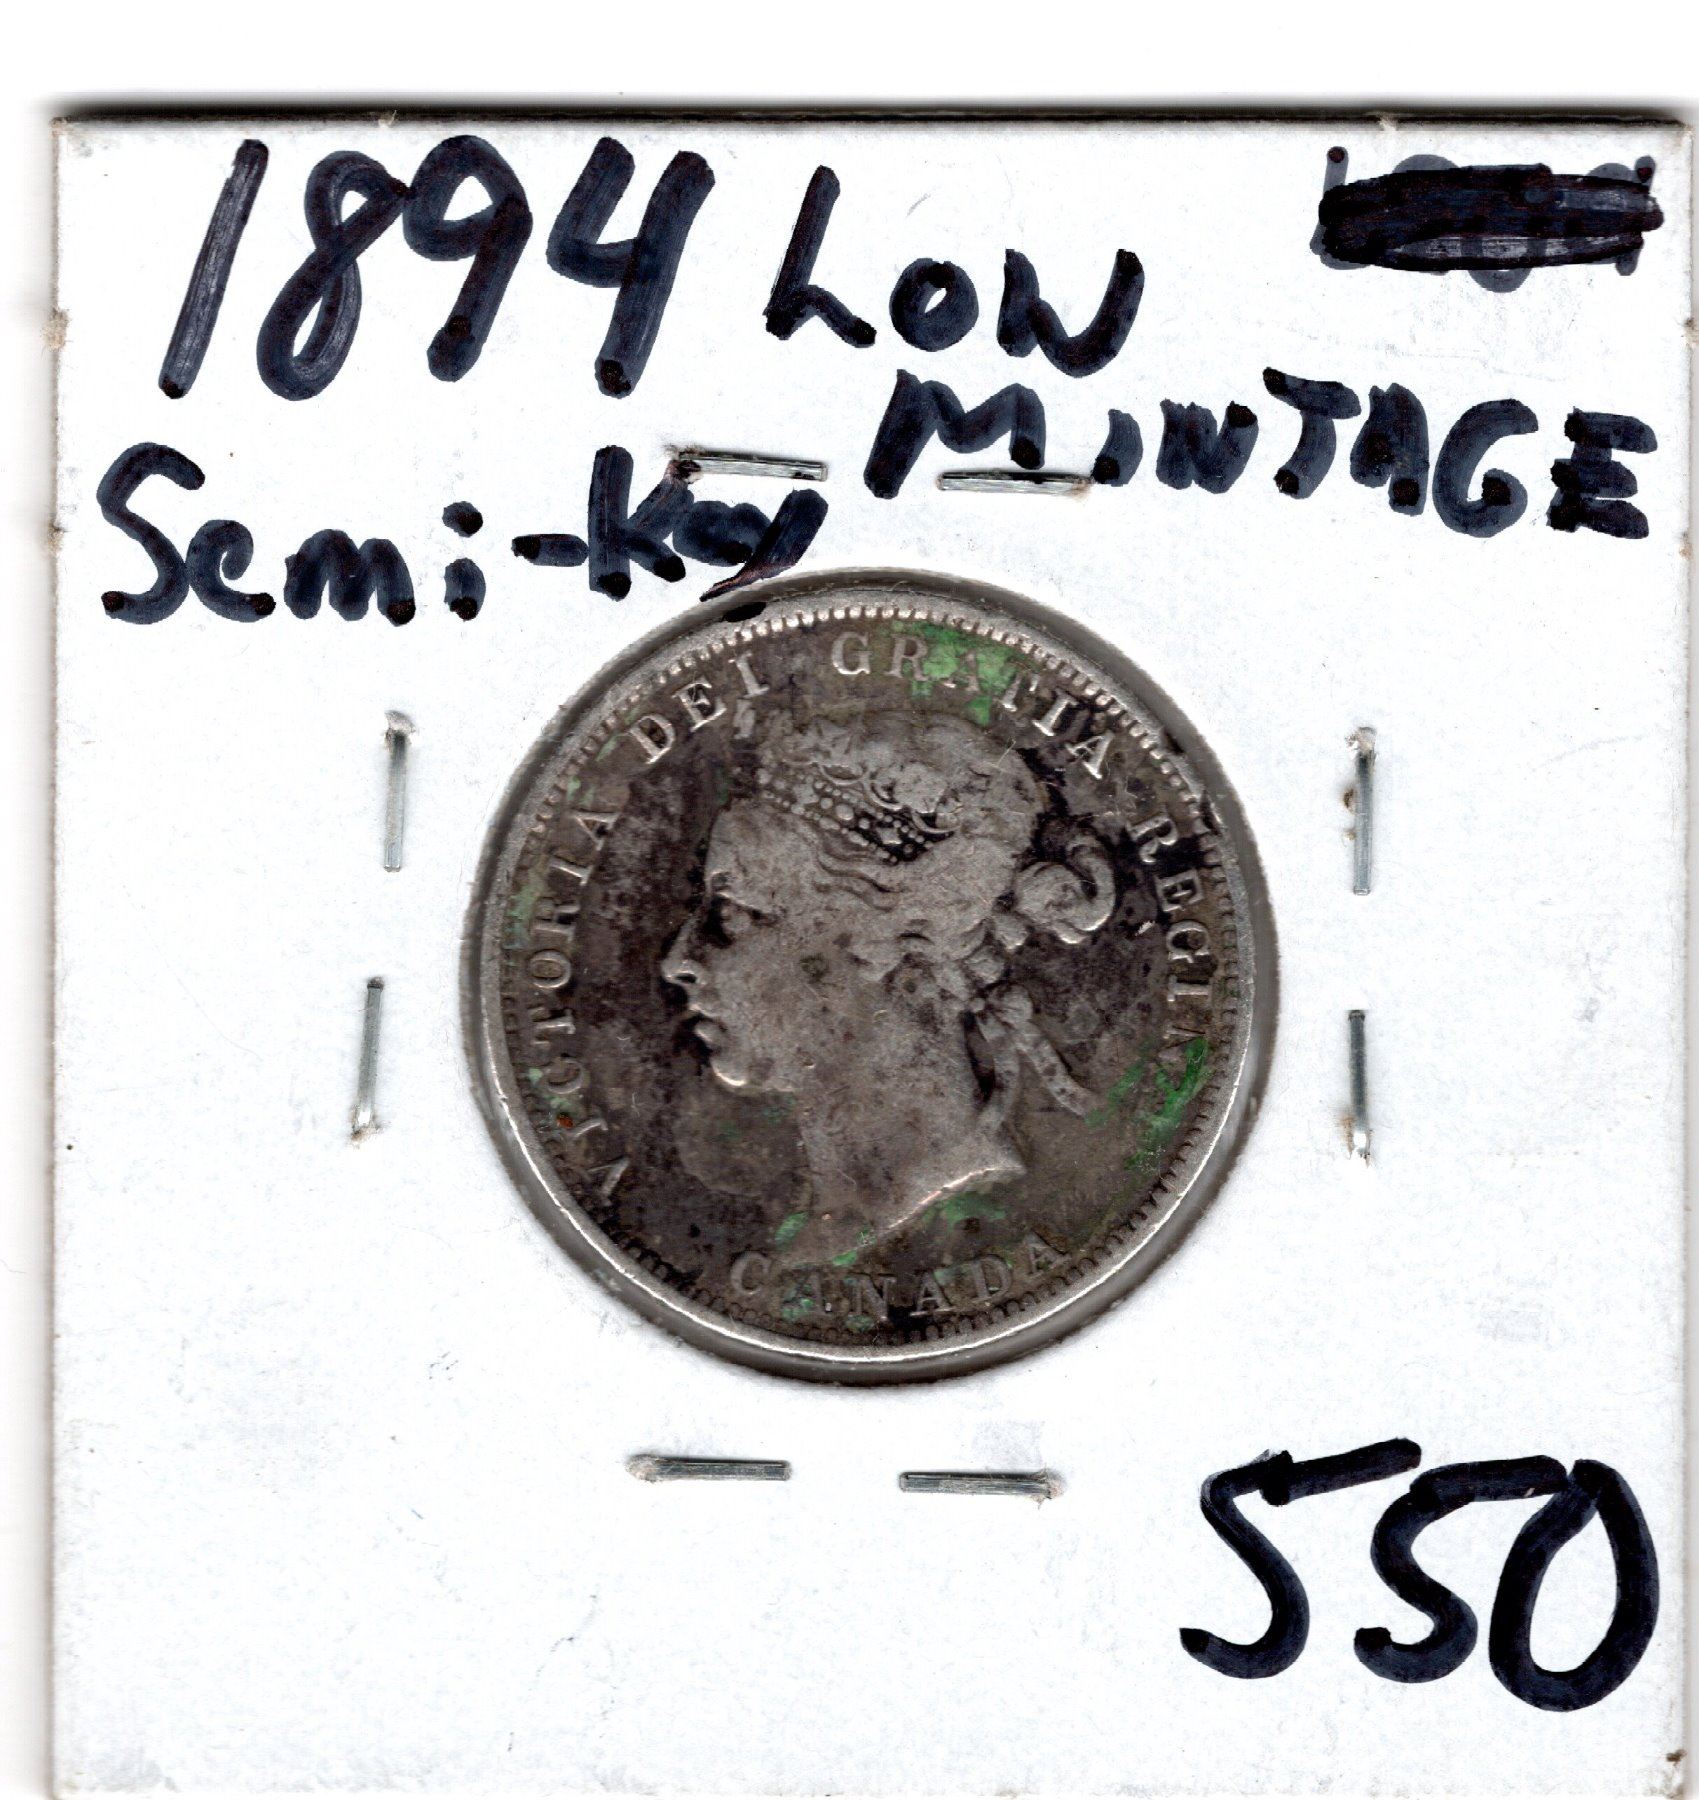 1894 Low
MINTAGE
Semi-Key
VICTORIA DEI GRATIA REGINA
CANADA
550